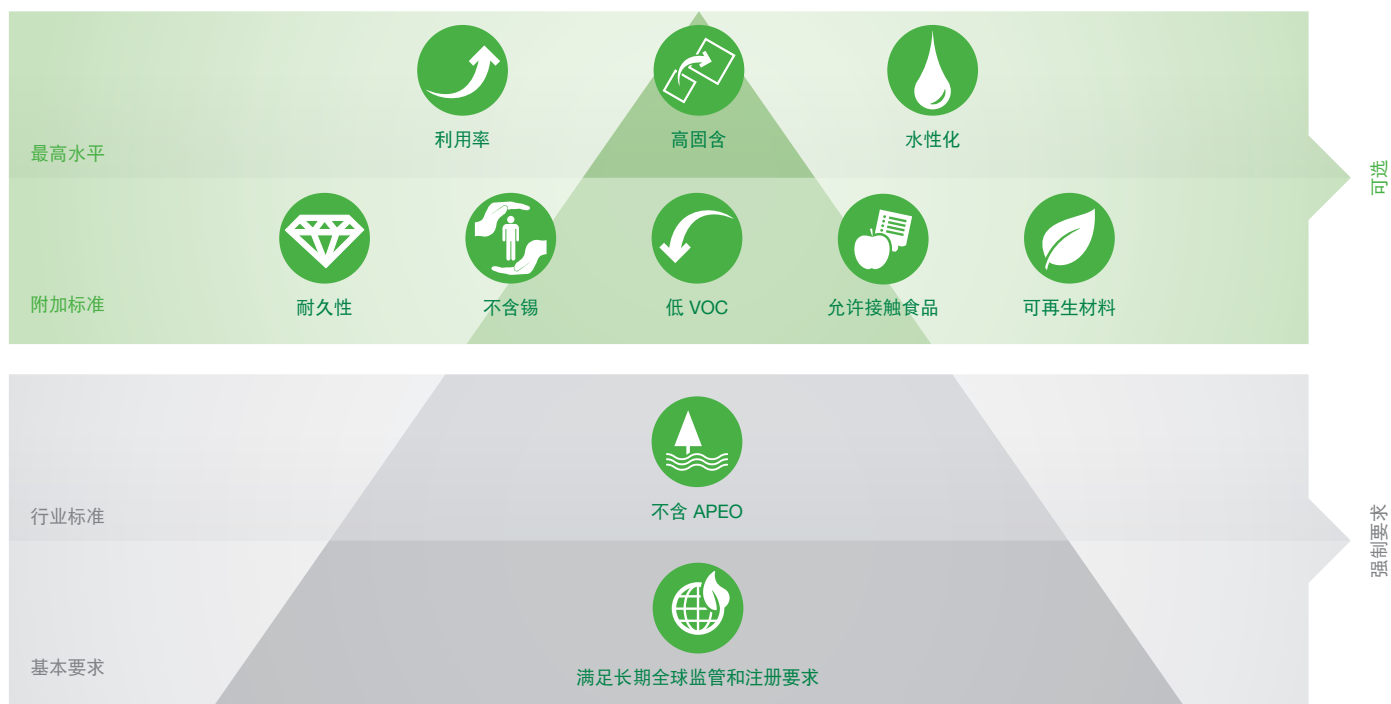 利用率
高固含
水性化
最高水平
可选
耐久性
不含锡
低 VOC
允许接触食品
可再生材料
附加标准
不含 APEO
行业标准
强制要求
满足长期全球监管和注册要求
基本要求